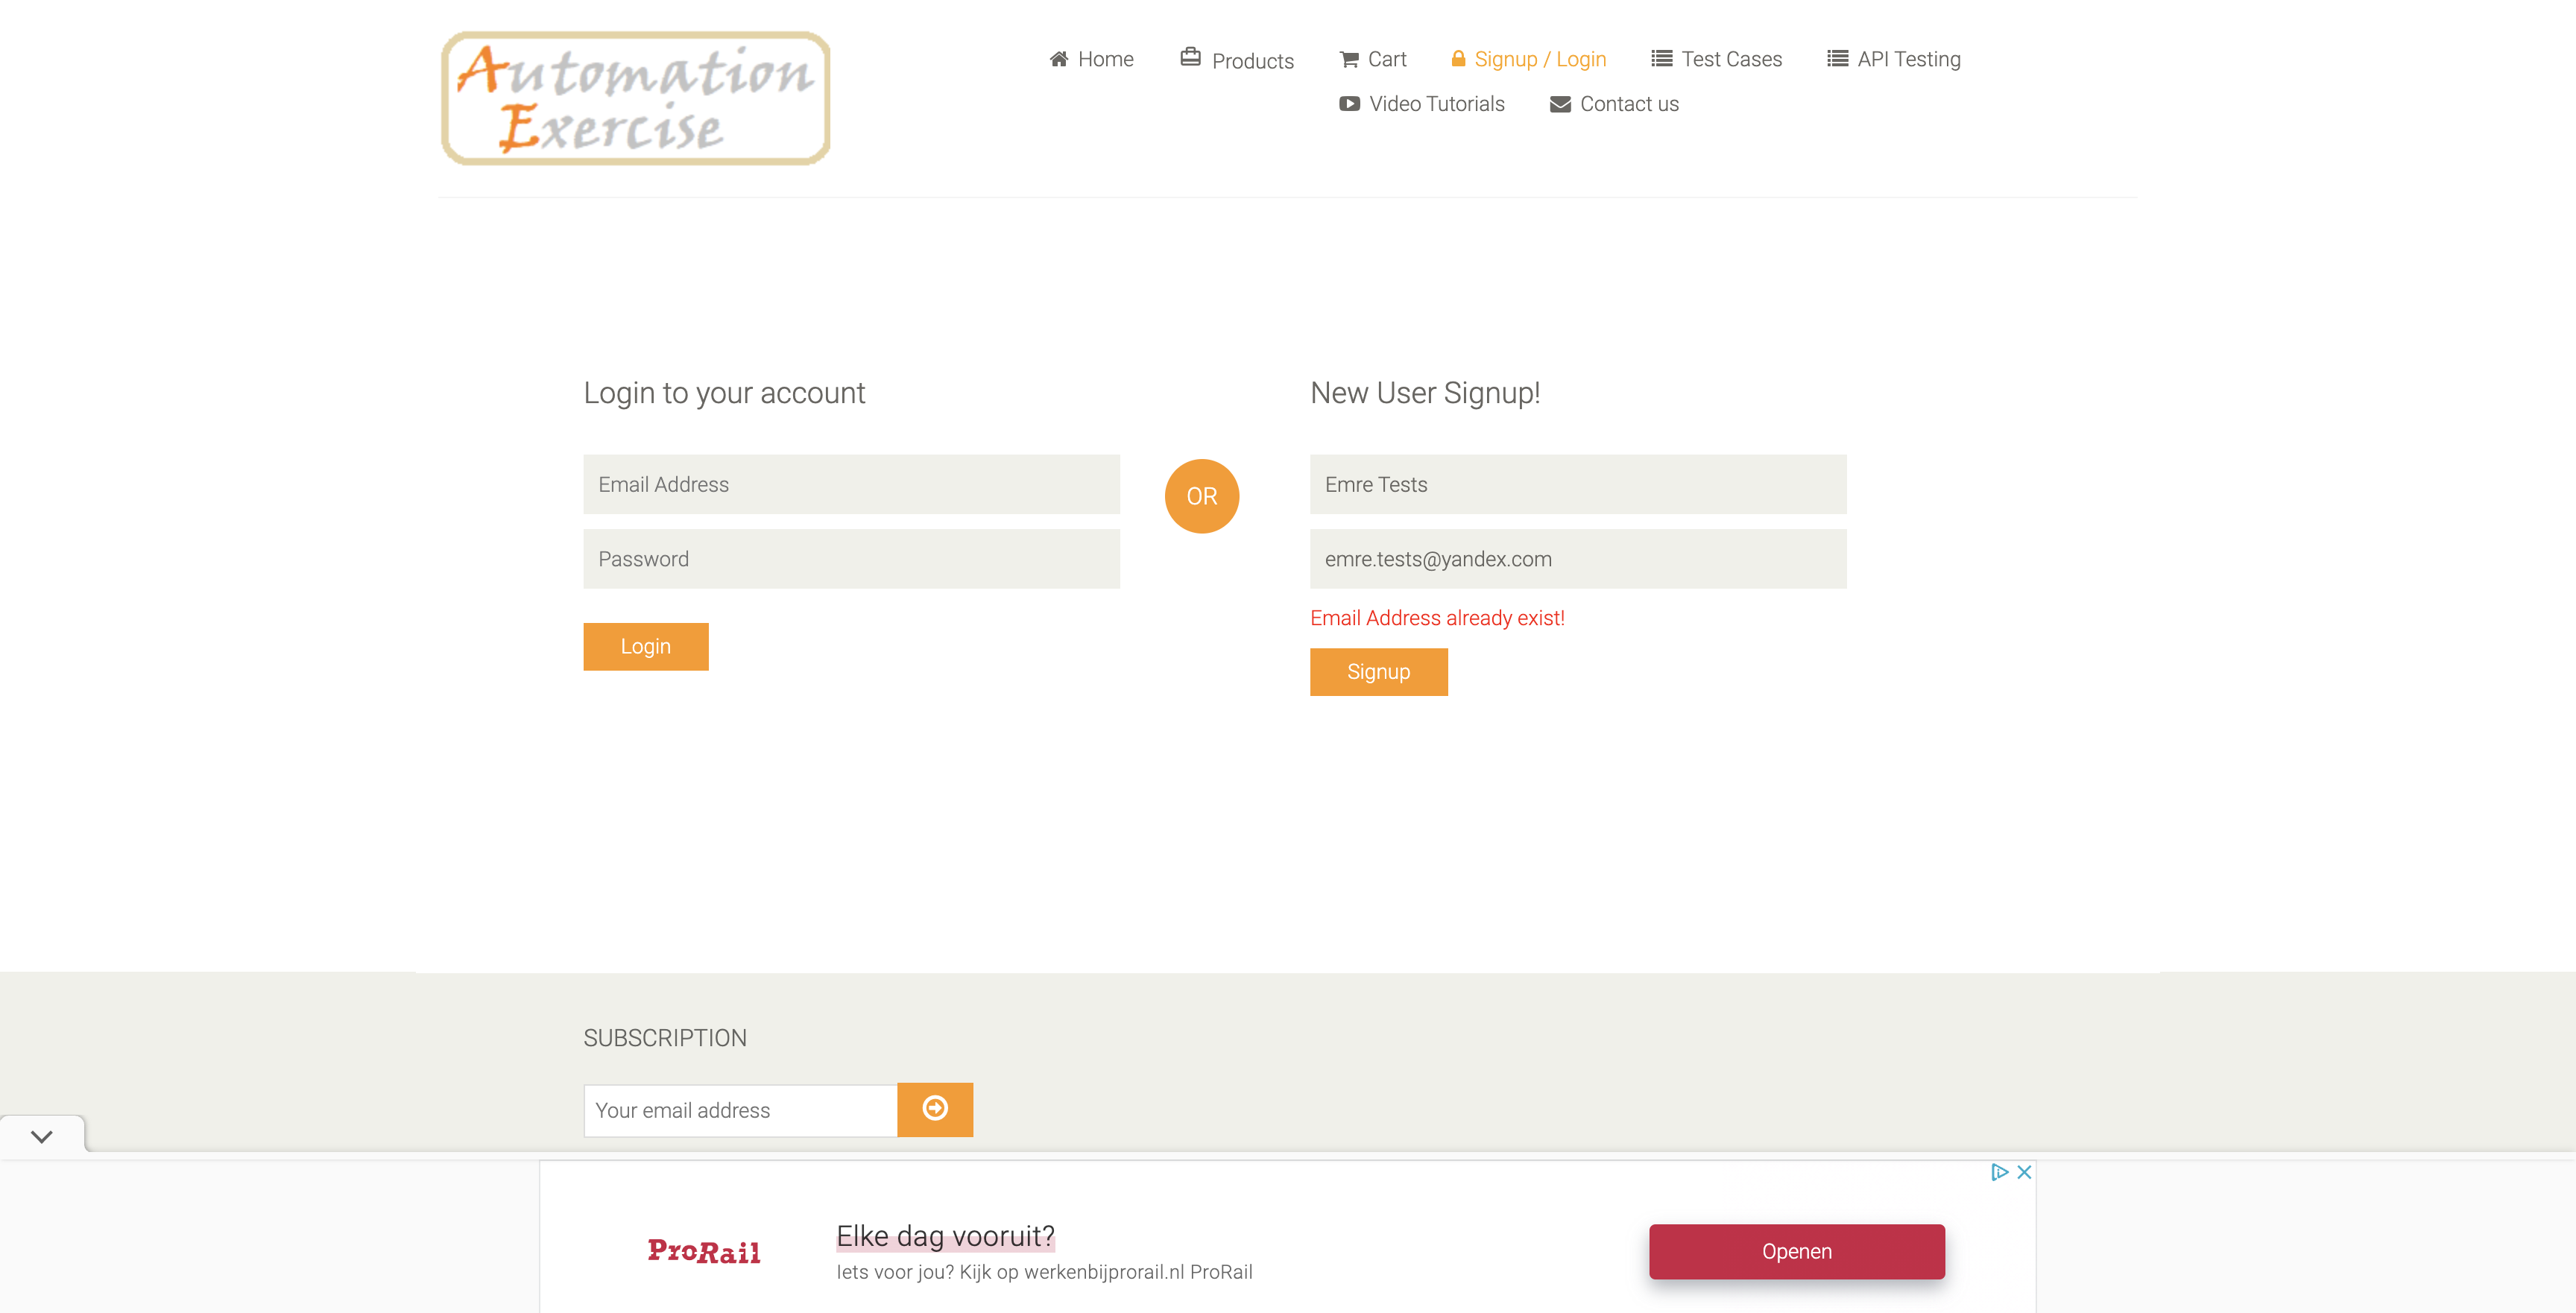 Automation
Exercise
Home
Products
Cart
Signup / Login
Test Cases
API Testing
Video Tutorials
Contact us
Login to your account
Email Address
Password
Login
OR
New User Signup!
Emre Tests
emre.tests@yandex.com
Email Address already exist!
Signup
SUBSCRIPTION
Your email address
ProRail
Elke dag vooruit?
Iets voor jou? Kijk op werkenbijprorail.nl ProRail
Openen